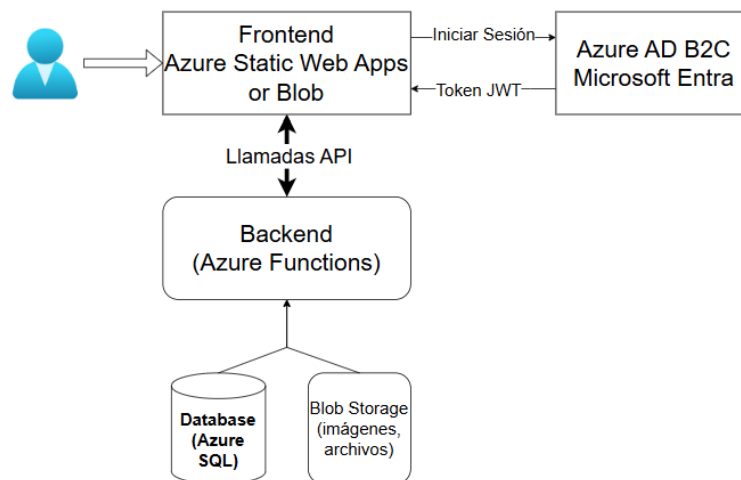 Frontend
Azure Static Web Apps
or Blob
Iniciar Sesión
Token JWT
Azure AD B2C
Microsoft Entra
Llamadas API
Backend
(Azure Functions)
Database
(Azure
SQL)
Blob Storage
(imágenes,
archivos)